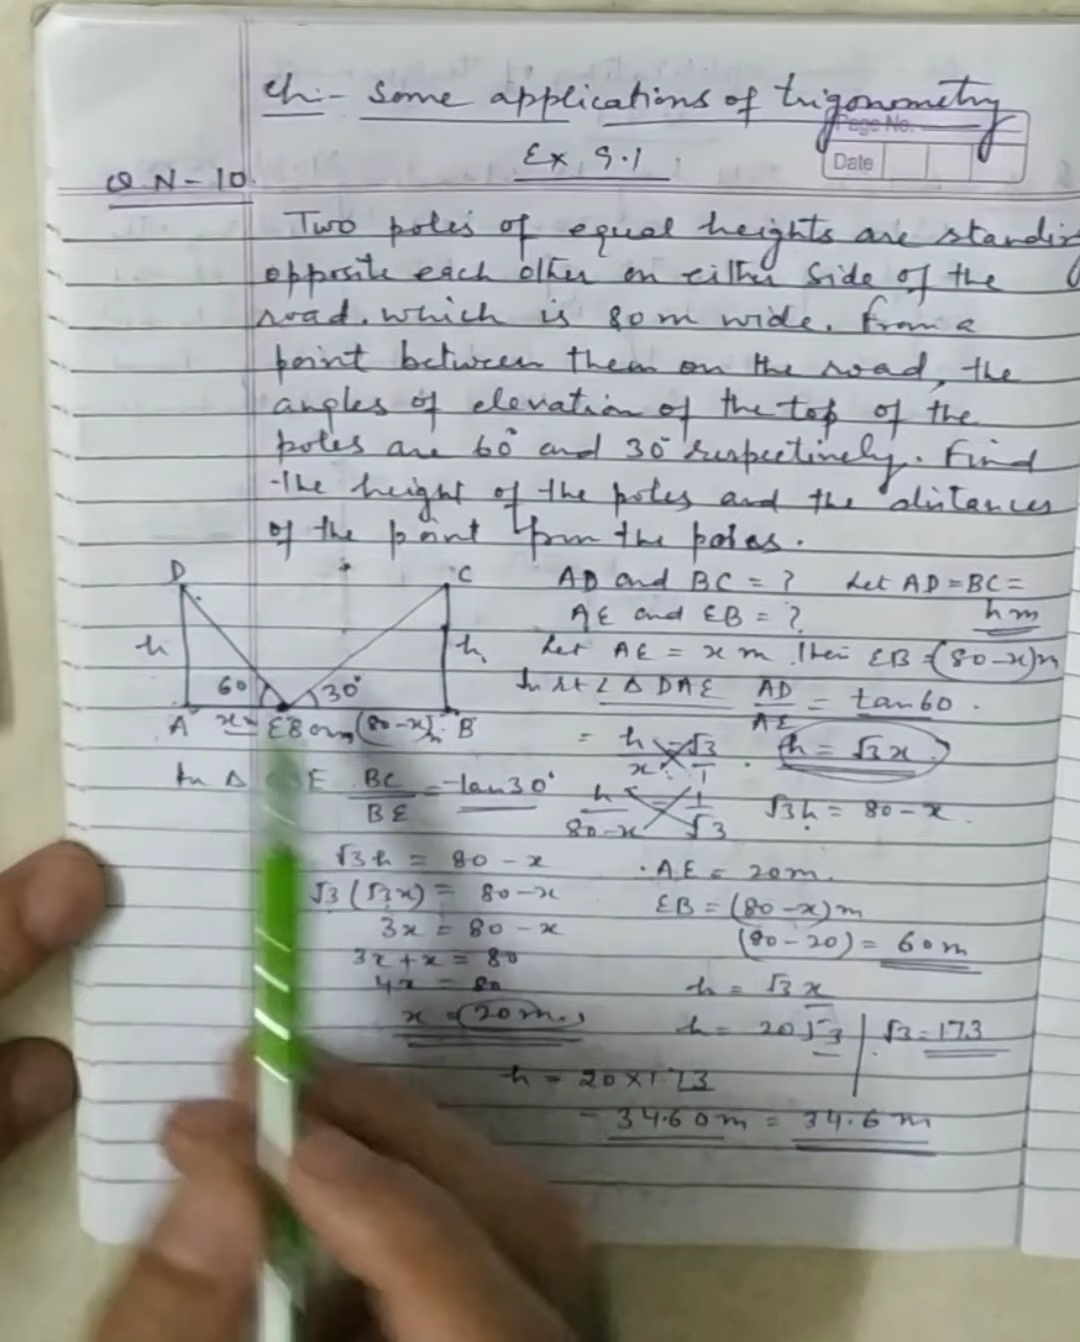 Ch:- Some applications of trigonometry
Page No.
Date
Ex 9.1
Q.N-10.
Two poles of equal heights are standing
opposite each other on either side of the
road. which is 80m wide. From a
point between them on the road, the
angles of elevation of the top of the
poles are 60° and 30° respectively. Find
the height of the poles and the distances
of the point from the poles.
D C AD and BC = ? Let AD = BC =
AE and EB = ? h m
h h Let AE = x m. Then EB = (80-x)m
60 30° In rt ∠ Δ DAE AD/AE = tan60.
A x E 80m (80-x)m B
= h/x = √3/1 . h = √3x
In Δ E BC/BE = tan30° h/80-x = 1/√3 √3h = 80-x.
√3h = 80-x . AE = 20m.
√3(√3x) = 80-x EB = (80-x)m
3x = 80-x (80-20) = 60m
3x+x = 80
4x = 80 h = √3x
x = 20m. h = 20√3 | √3 = 1.73
h = 20×1.73
= 34.60m = 34.6m